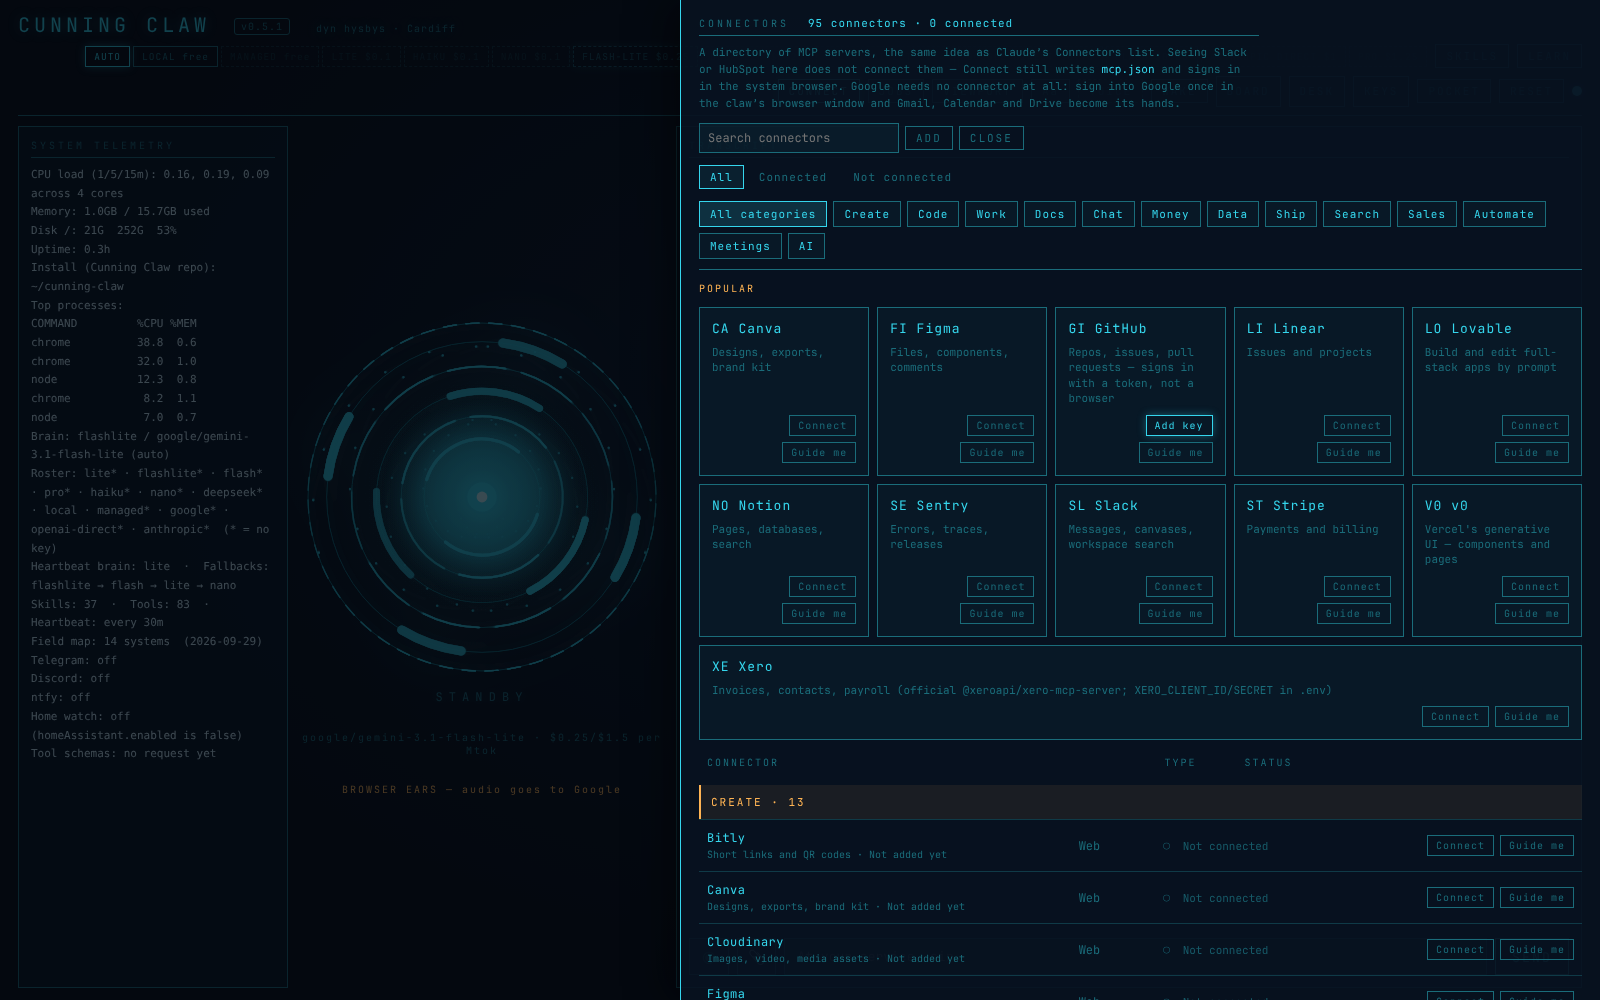 CUNNING CLAW
v0.5.1
dyn hysbys · Cardiff
AUTO
LOCAL free
FLASH-LITE
SYSTEM TELEMETRY
CPU load (1/5/15m): 0.16, 0.19, 0.09
across 4 cores
Memory: 1.0GB / 15.7GB used
Disk /: 21G 252G 53%
Uptime: 0.3h
Install (Cunning Claw repo):
~/cunning-claw
Top processes:
COMMAND %CPU %MEM
chrome 38.8 0.6
chrome 32.0 1.0
node 12.3 0.8
chrome 8.2 1.1
node 7.0 0.7
Brain: flashlite / google/gemini-
3.1-flash-lite (auto)
Roster: lite* · flashlite* · flash*
· pro* · haiku* · nano* · deepseek*
· local · managed* · google* ·
openai-direct* · anthropic* (* = no
key)
Heartbeat brain: lite · Fallbacks:
flashlite → flash → lite → nano
Skills: 37 · Tools: 83 ·
Heartbeat: every 30m
Field map: 14 systems (2026-09-29)
Telegram: off
Discord: off
ntfy: off
Home watch: off
(homeAssistant.enabled is false)
Tool schemas: no request yet
STANDBY
google/gemini-3.1-flash-lite · $0.25/$1.5 per
Mtok
BROWSER EARS — audio goes to Google
CONNECTORS 95 connectors · 0 connected
A directory of MCP servers, the same idea as Claude's Connectors list. Seeing Slack
or HubSpot here does not connect them — Connect still writes mcp.json and signs in
in the system browser. Google needs no connector at all: sign into Google once in
the claw's browser window and Gmail, Calendar and Drive become its hands.
Search connectors
ADD
CLOSE
All
Connected
Not connected
All categories
Create
Code
Work
Docs
Chat
Money
Data
Ship
Search
Sales
Automate
Meetings
AI
POPULAR
CA Canva
Designs, exports,
brand kit
Connect
Guide me
FI Figma
Files, components,
comments
Connect
Guide me
GI GitHub
Repos, issues, pull
requests — signs in
with a token, not a
browser
Add key
Guide me
LI Linear
Issues and projects
Connect
Guide me
LO Lovable
Build and edit full-
stack apps by prompt
Connect
Guide me
NO Notion
Pages, databases,
search
Connect
Guide me
SE Sentry
Errors, traces,
releases
Connect
Guide me
SL Slack
Messages, canvases,
workspace search
Connect
Guide me
ST Stripe
Payments and billing
Connect
Guide me
V0 v0
Vercel's generative
UI — components and
pages
Connect
Guide me
XE Xero
Invoices, contacts, payroll (official @xeroapi/xero-mcp-server; XERO_CLIENT_ID/SECRET in .env)
Connect
Guide me
CONNECTOR TYPE STATUS
CREATE · 13
Bitly
Short links and QR codes · Not added yet
Web
Not connected
Connect
Guide me
Canva
Designs, exports, brand kit · Not added yet
Web
Not connected
Connect
Guide me
Cloudinary
Images, video, media assets · Not added yet
Web
Not connected
Connect
Guide me
Figma